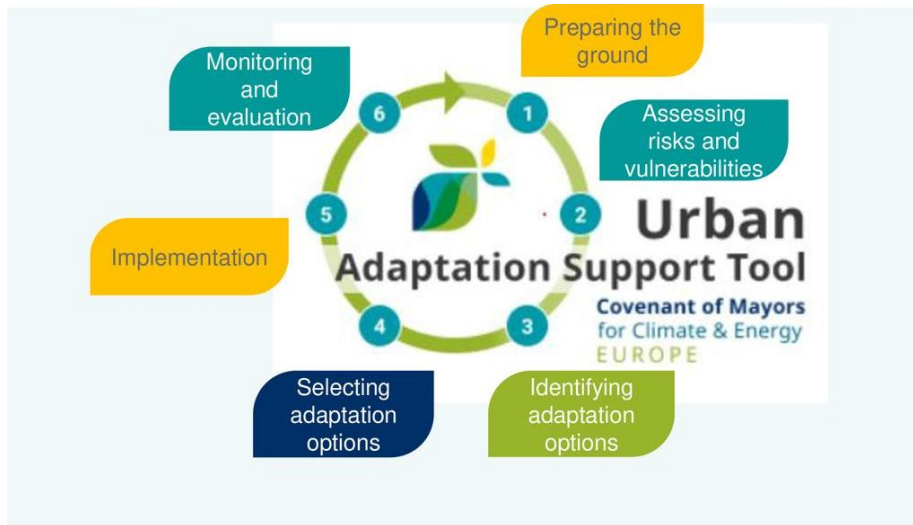 Preparing the
ground
Monitoring
and
evaluation
6
1
Assessing
risks and
vulnerabilities
5
2
Urban
Adaptation Support Tool
Implementation
Covenant of Mayors
for Climate & Energy
EUROPE
4
3
Selecting
adaptation
options
Identifying
adaptation
options